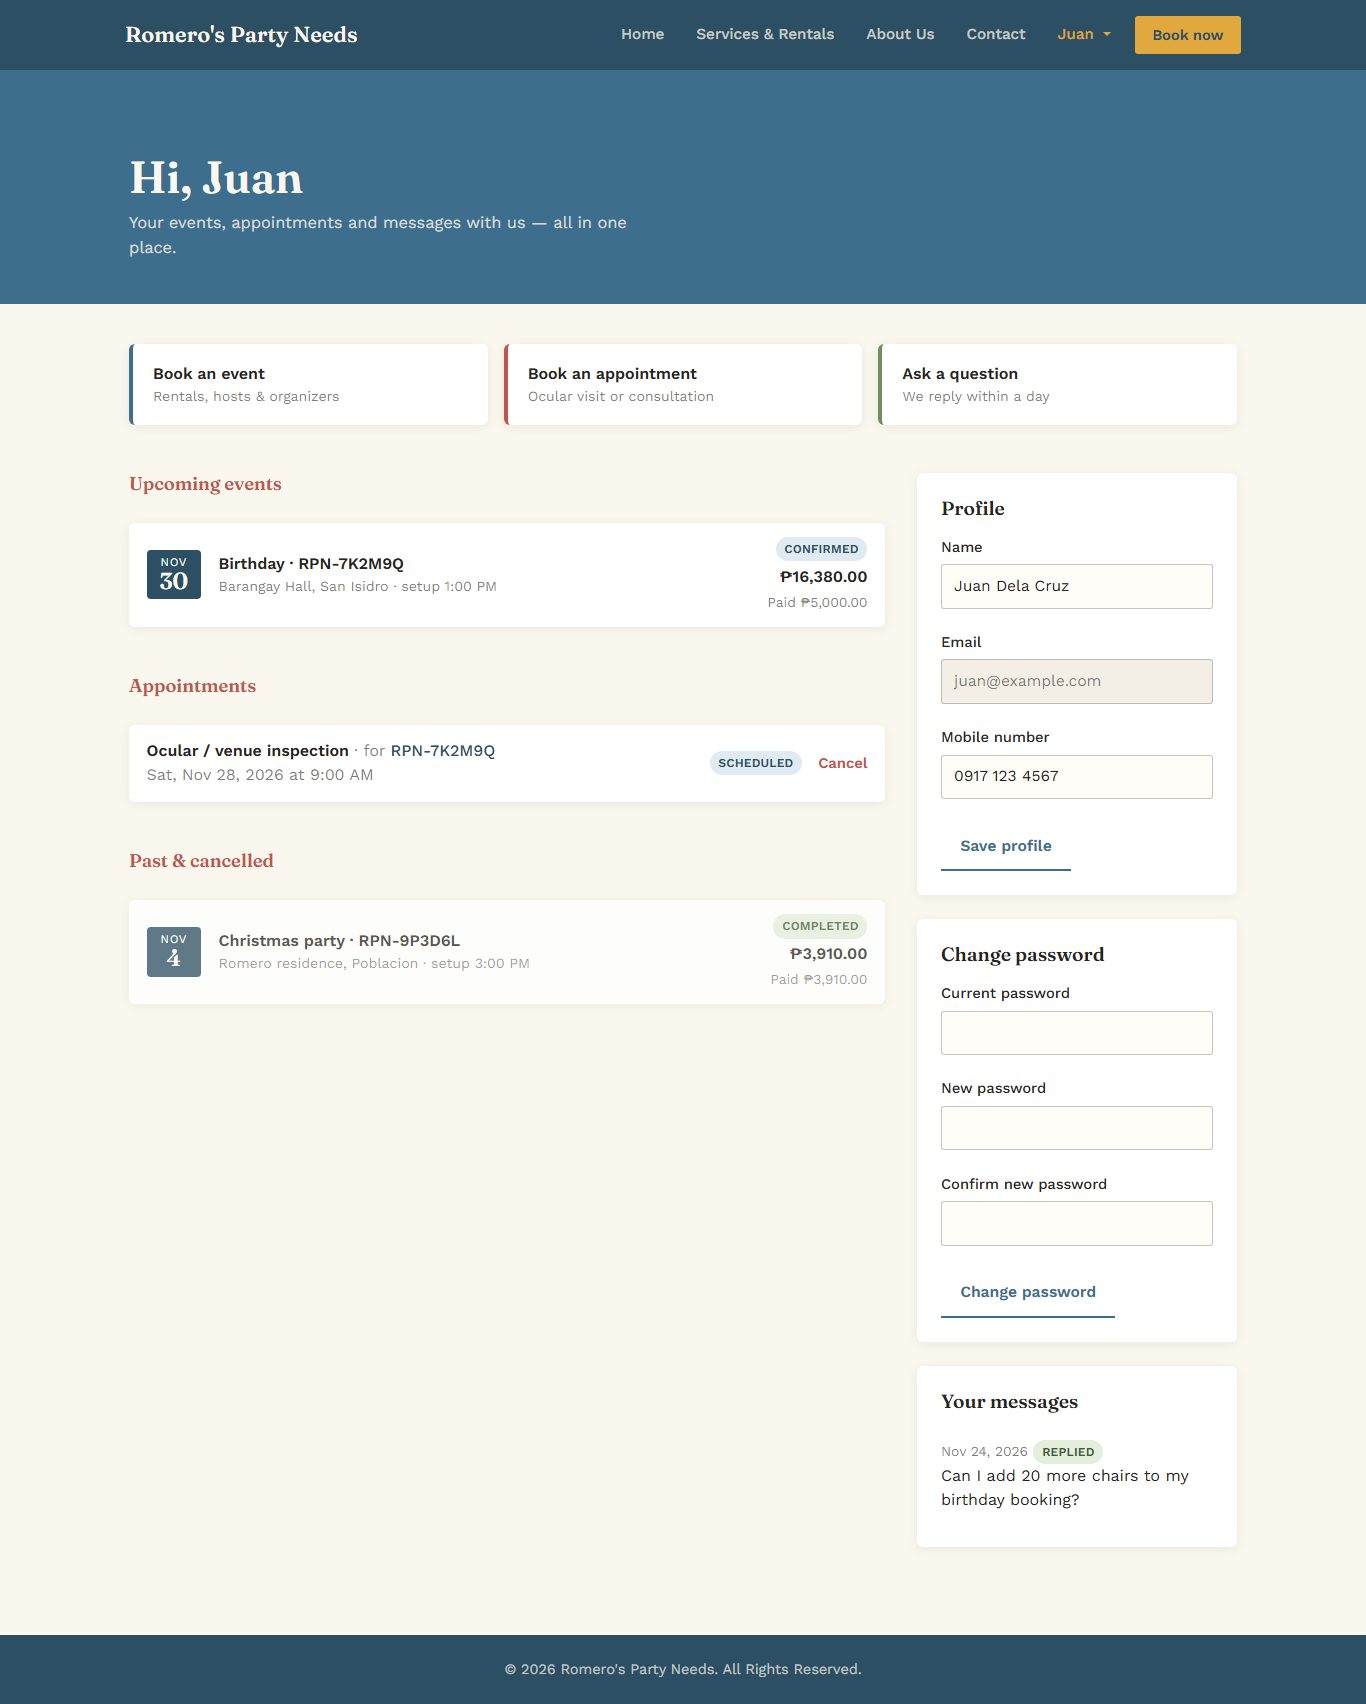 Romero's Party Needs
Home
Services & Rentals
About Us
Contact
Juan
Book now
Hi, Juan
Your events, appointments and messages with us — all in one
place.
Book an event
Rentals, hosts & organizers
Book an appointment
Ocular visit or consultation
Ask a question
We reply within a day
Upcoming events
NOV
30
Birthday · RPN-7K2M9Q
Barangay Hall, San Isidro · setup 1:00 PM
CONFIRMED
₱16,380.00
Paid ₱5,000.00
Appointments
Ocular / venue inspection · for RPN-7K2M9Q
Sat, Nov 28, 2026 at 9:00 AM
SCHEDULED
Cancel
Past & cancelled
NOV
4
Christmas party · RPN-9P3D6L
Romero residence, Poblacion · setup 3:00 PM
COMPLETED
₱3,910.00
Paid ₱3,910.00
Profile
Name
Juan Dela Cruz
Email
juan@example.com
Mobile number
0917 123 4567
Save profile
Change password
Current password
New password
Confirm new password
Change password
Your messages
Nov 24, 2026 REPLIED
Can I add 20 more chairs to my
birthday booking?
© 2026 Romero's Party Needs. All Rights Reserved.